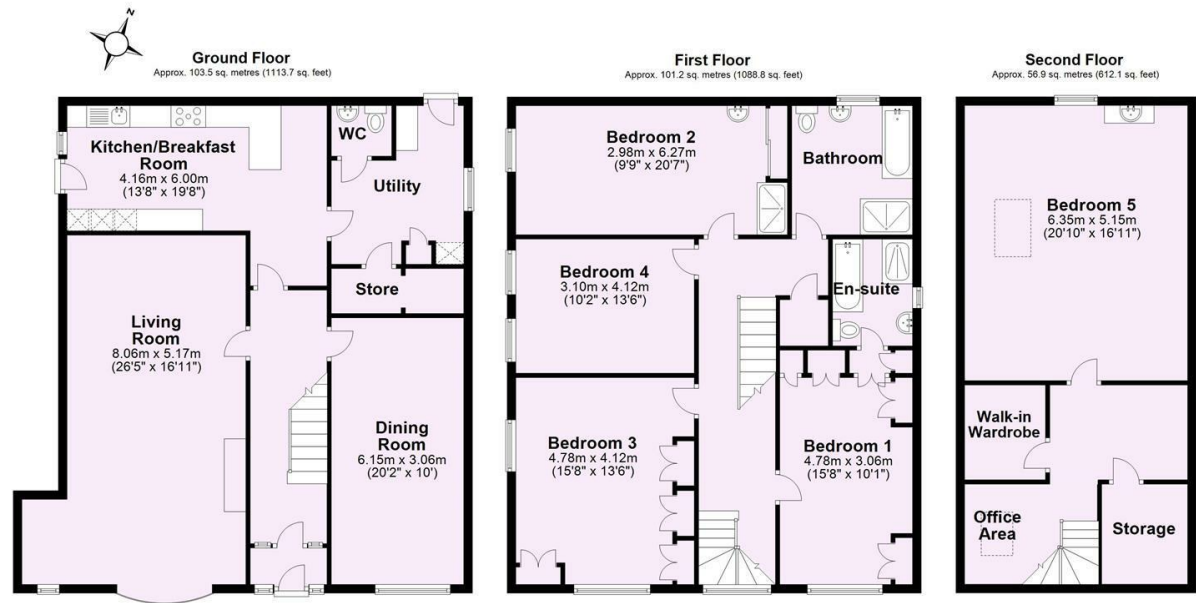 N
Ground Floor
Approx. 103.5 sq. metres (1113.7 sq. feet)
Kitchen/Breakfast
Room
4.16m x 6.00m
(13'8" x 19'8")
WC
Utility
Store
Living
Room
8.06m x 5.17m
(26'5" x 16'11")
Dining
Room
6.15m x 3.06m
(20'2" x 10')
First Floor
Approx. 101.2 sq. metres (1088.8 sq. feet)
Bedroom 2
2.98m x 6.27m
(9'9" x 20'7")
Bathroom
Bedroom 4
3.10m x 4.12m
(10'2" x 13'6")
En-suite
Bedroom 3
4.78m x 4.12m
(15'8" x 13'6")
Bedroom 1
4.78m x 3.06m
(15'8" x 10'1")
Second Floor
Approx. 56.9 sq. metres (612.1 sq. feet)
Bedroom 5
6.35m x 5.15m
(20'10" x 16'11")
Walk-in
Wardrobe
Office
Area
Storage